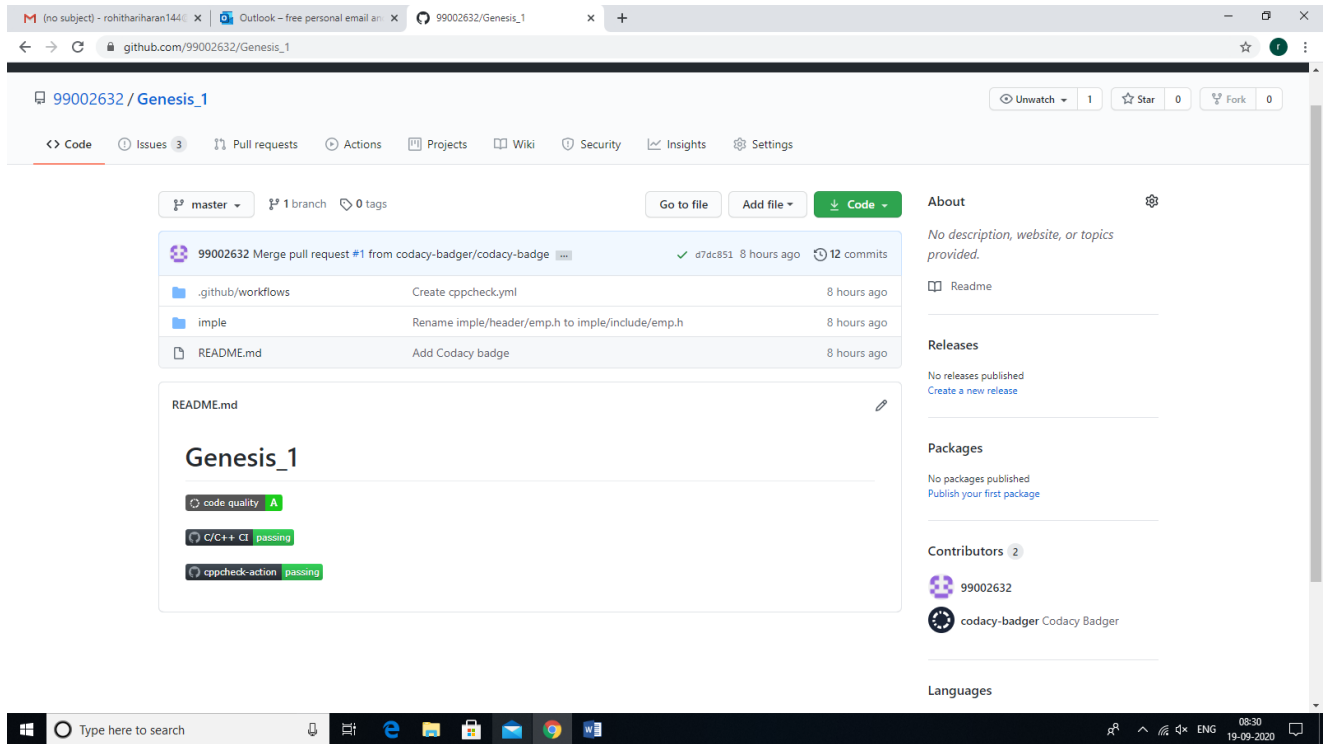 (no subject) - rohithariharan144@
Outlook – free personal email an
99002632/Genesis_1
github.com/99002632/Genesis_1
r
99002632 / Genesis_1
Unwatch 1 Star 0 Fork 0
Code Issues 3 Pull requests Actions Projects Wiki Security Insights Settings
master 1 branch 0 tags Go to file Add file Code
99002632 Merge pull request #1 from codacy-badger/codacy-badge ... d7dc851 8 hours ago 12 commits
.github/workflows Create cppcheck.yml 8 hours ago
imple Rename imple/header/emp.h to imple/include/emp.h 8 hours ago
README.md Add Codacy badge 8 hours ago
README.md
Genesis_1
code quality A
C/C++ CI passing
cppcheck-action passing
About
No description, website, or topics
provided.
Readme
Releases
No releases published
Create a new release
Packages
No packages published
Publish your first package
Contributors 2
99002632
codacy-badger Codacy Badger
Languages
Type here to search
ENG
08:30
19-09-2020